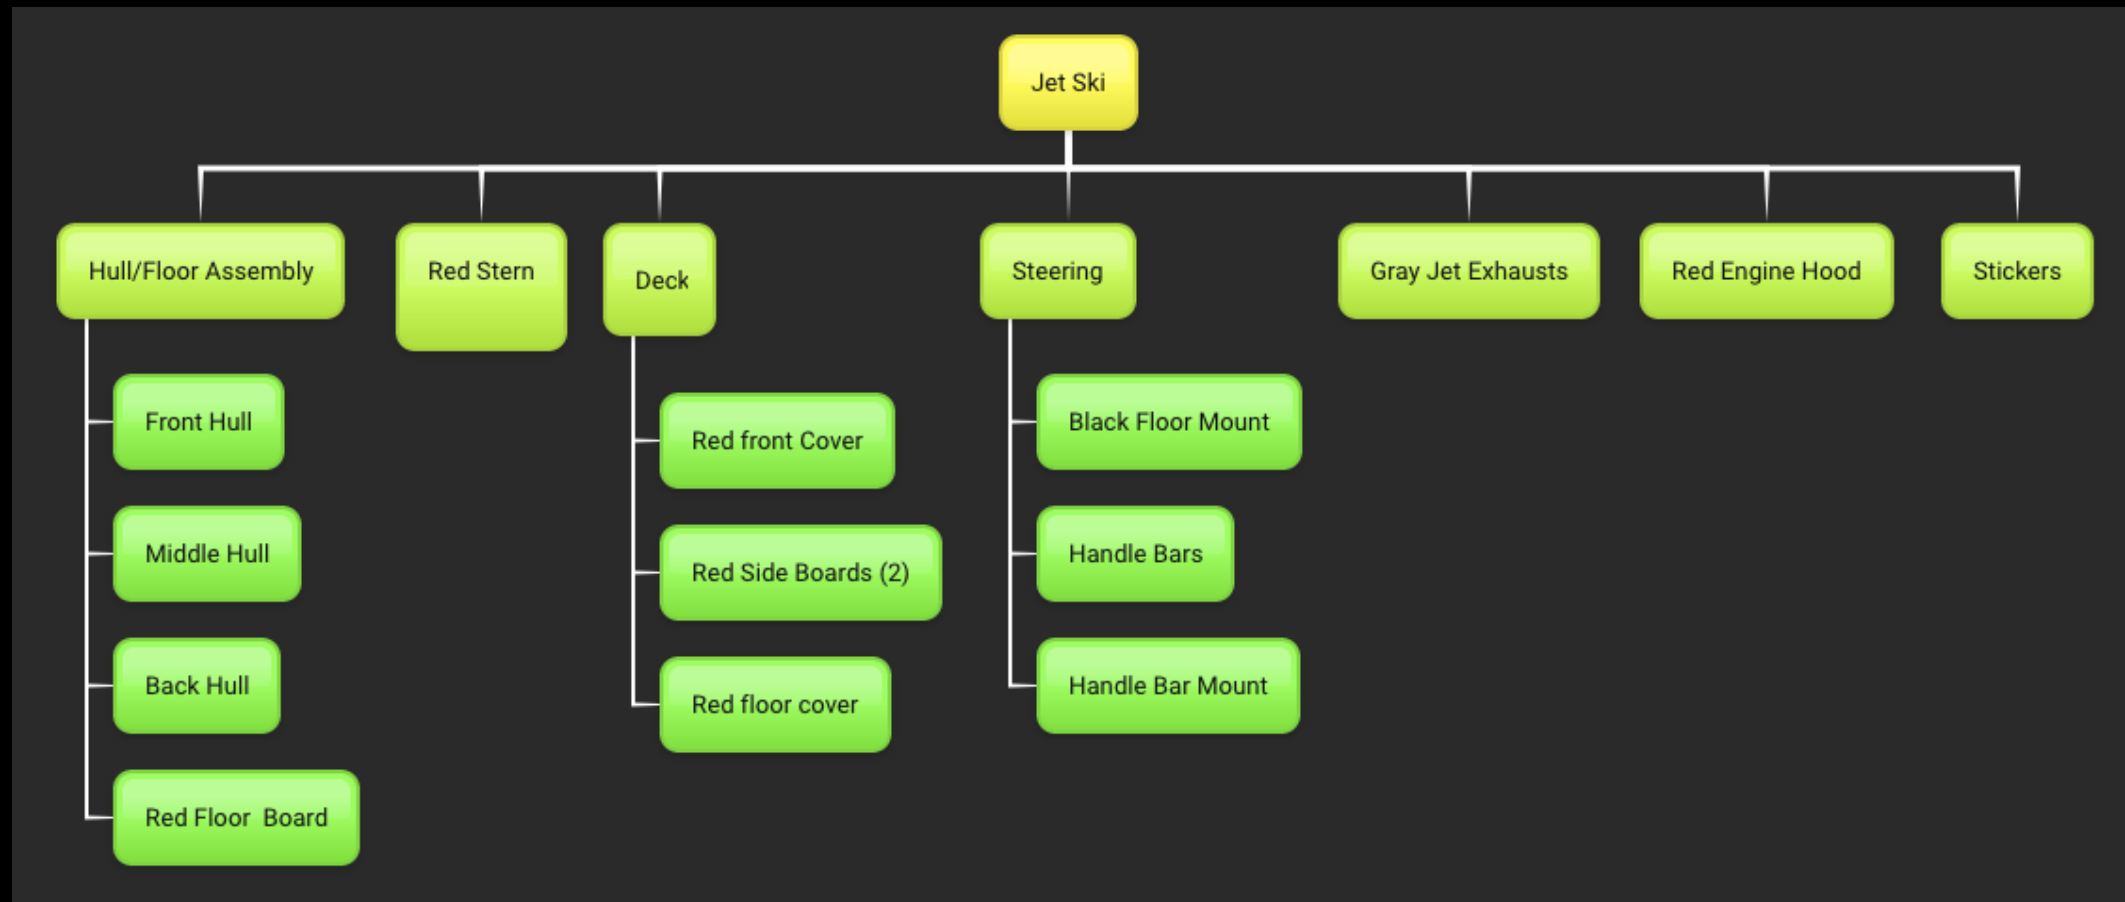 Jet Ski
Hull/Floor Assembly
Red Stern
Deck
Steering
Gray Jet Exhausts
Red Engine Hood
Stickers
Front Hull
Middle Hull
Back Hull
Red Floor  Board
Red front Cover
Red Side Boards (2)
Red floor cover
Black Floor Mount
Handle Bars
Handle Bar Mount